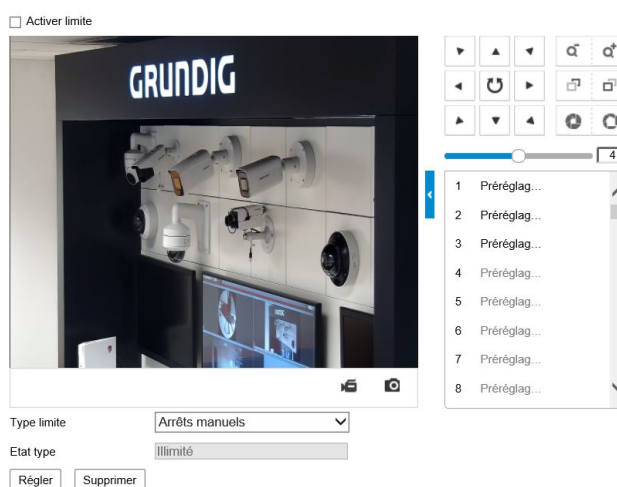 Activer limite
GRUNDIG
4
1 Préréglag...
2 Préréglag...
3 Préréglag...
4 Préréglag...
5 Préréglag...
6 Préréglag...
7 Préréglag...
8 Préréglag...
Type limite Arrêts manuels
Etat type Illimité
Régler Supprimer